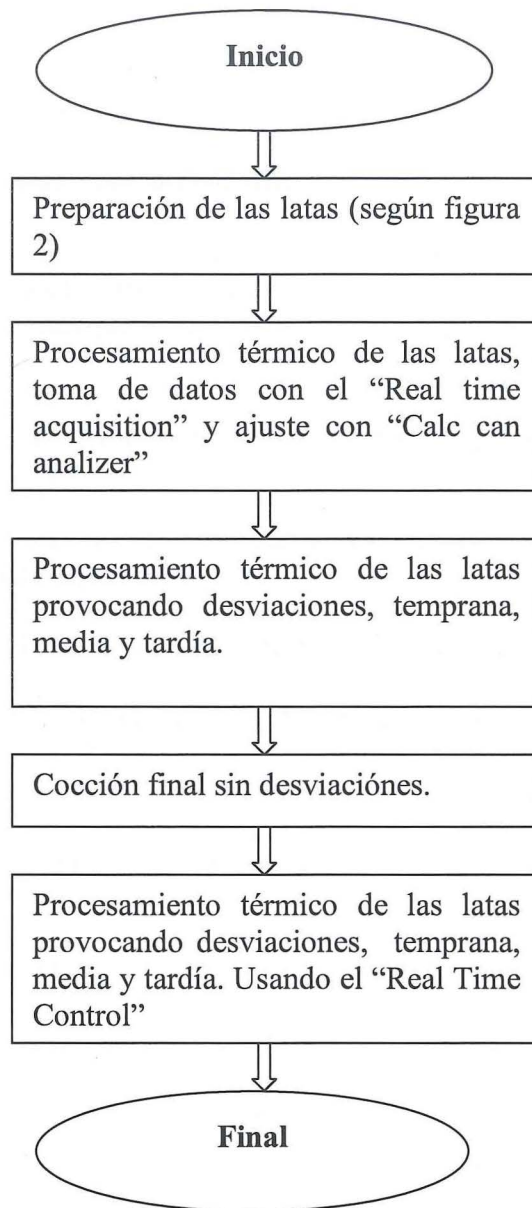 Inicio
Preparación de las latas (según figura
2)
Procesamiento térmico de las latas,
toma de datos con el “Real time
acquisition” y ajuste con “Calc can
analizer”
Procesamiento térmico de las latas
provocando desviaciones, temprana,
media y tardía.
Cocción final sin desviaciónes.
Procesamiento térmico de las latas
provocando desviaciones, temprana,
media y tardía. Usando el “Real Time
Control”
Final